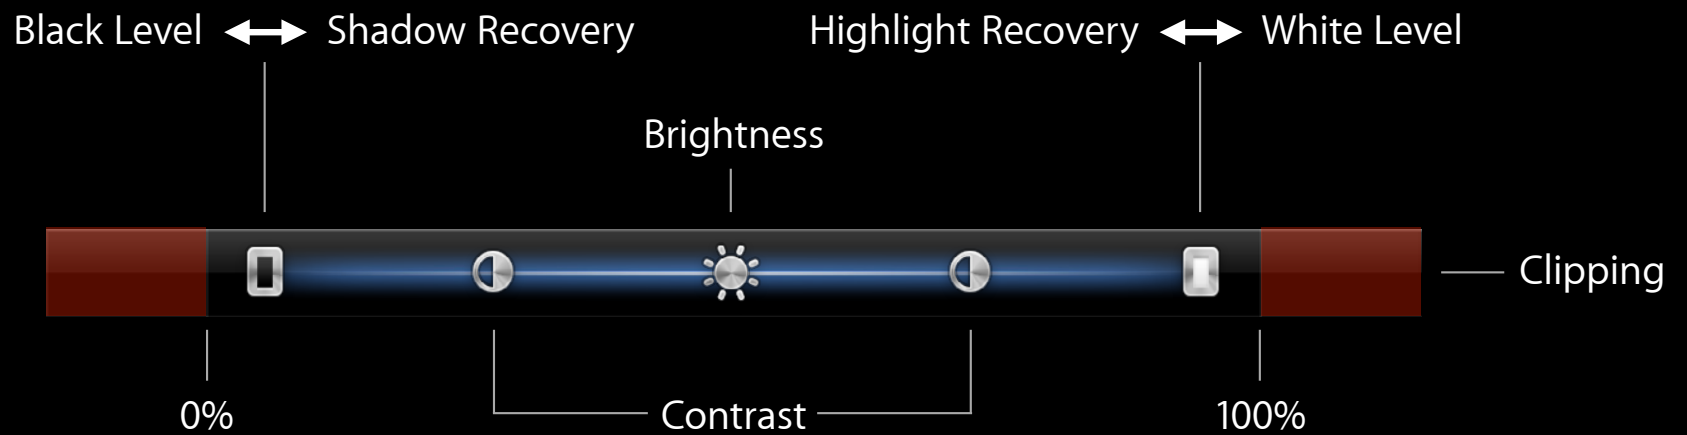 Black Level Shadow Recovery Highlight Recovery White Level
Brightness
Clipping
0% Contrast 100%